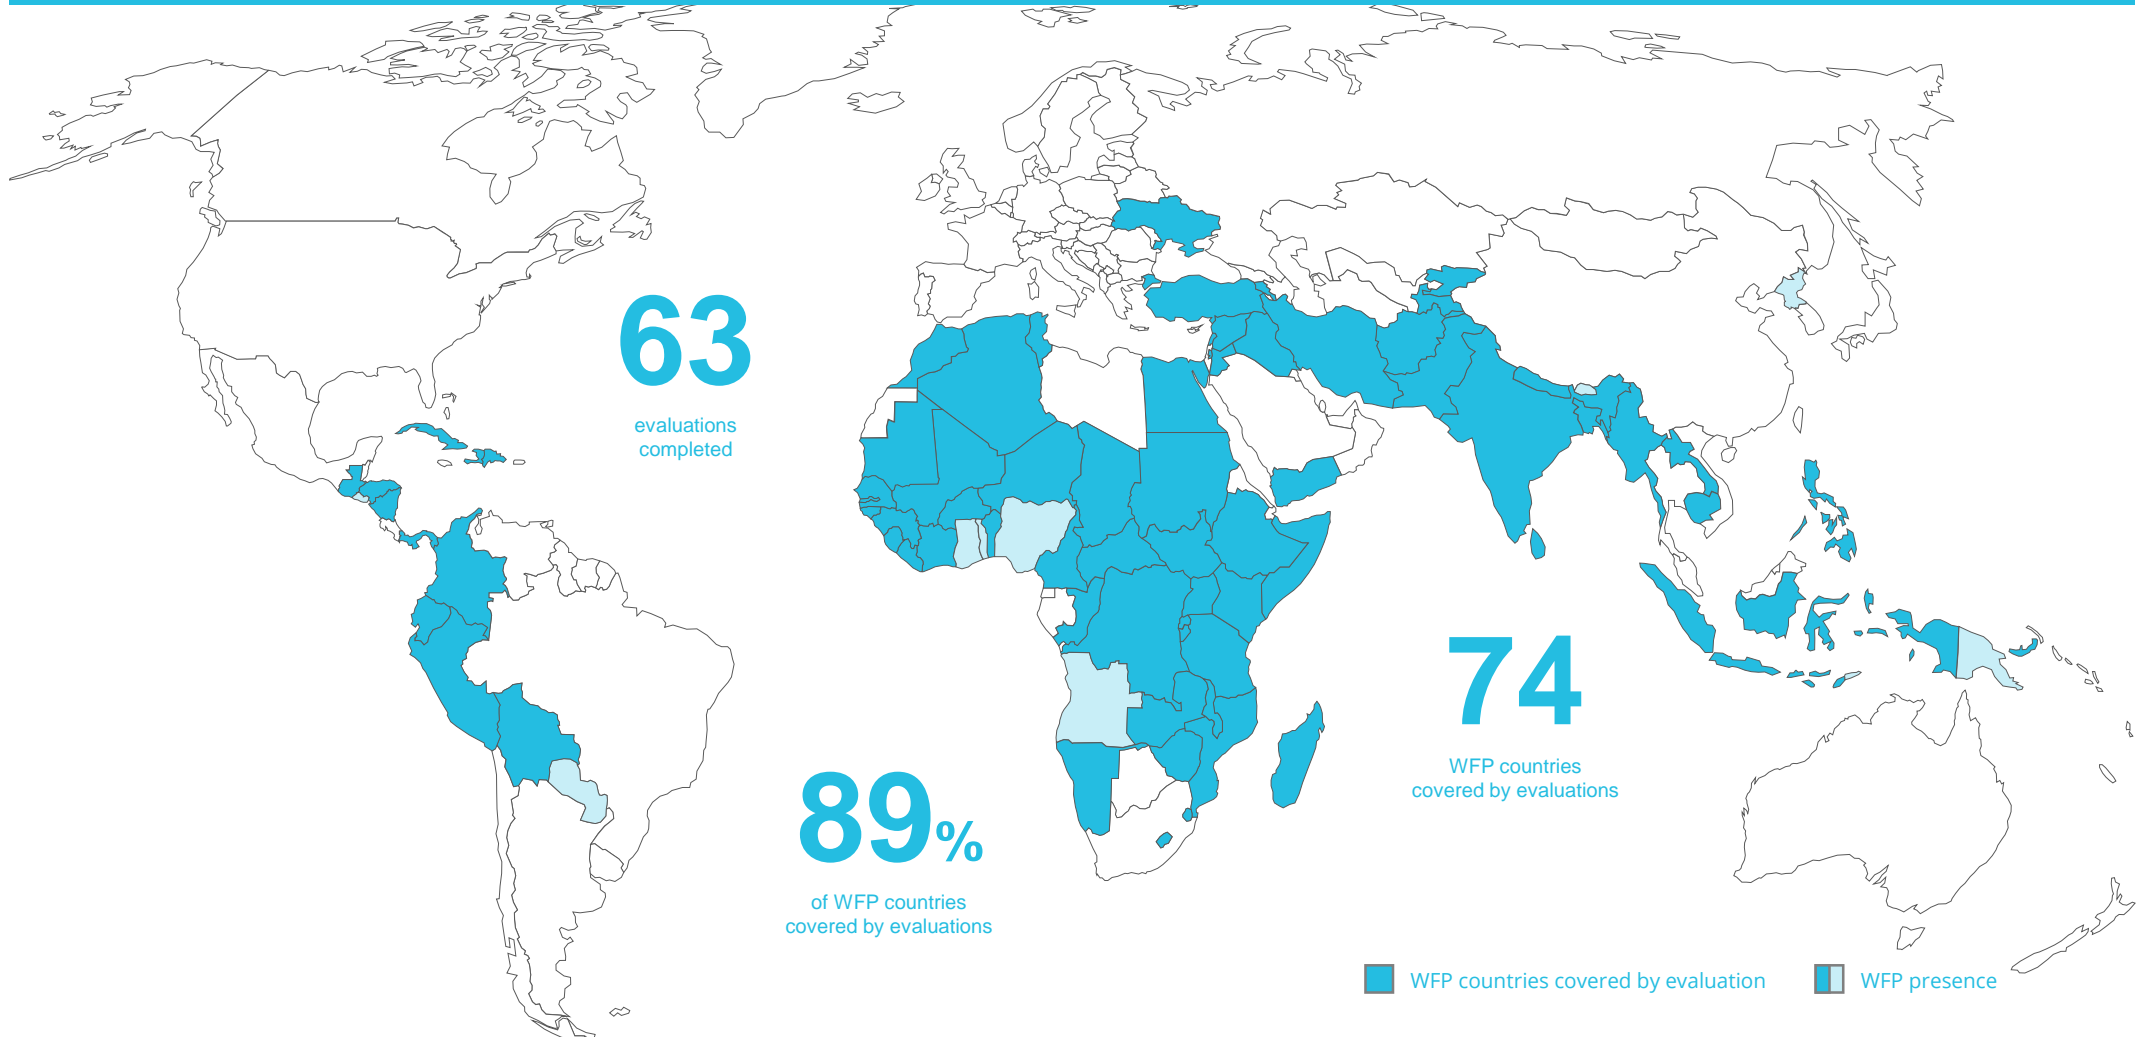 63
evaluations
completed
74
WFP countries
covered by evaluations
89%
of WFP countries
covered by evaluations
WFP countries covered by evaluation
WFP presence